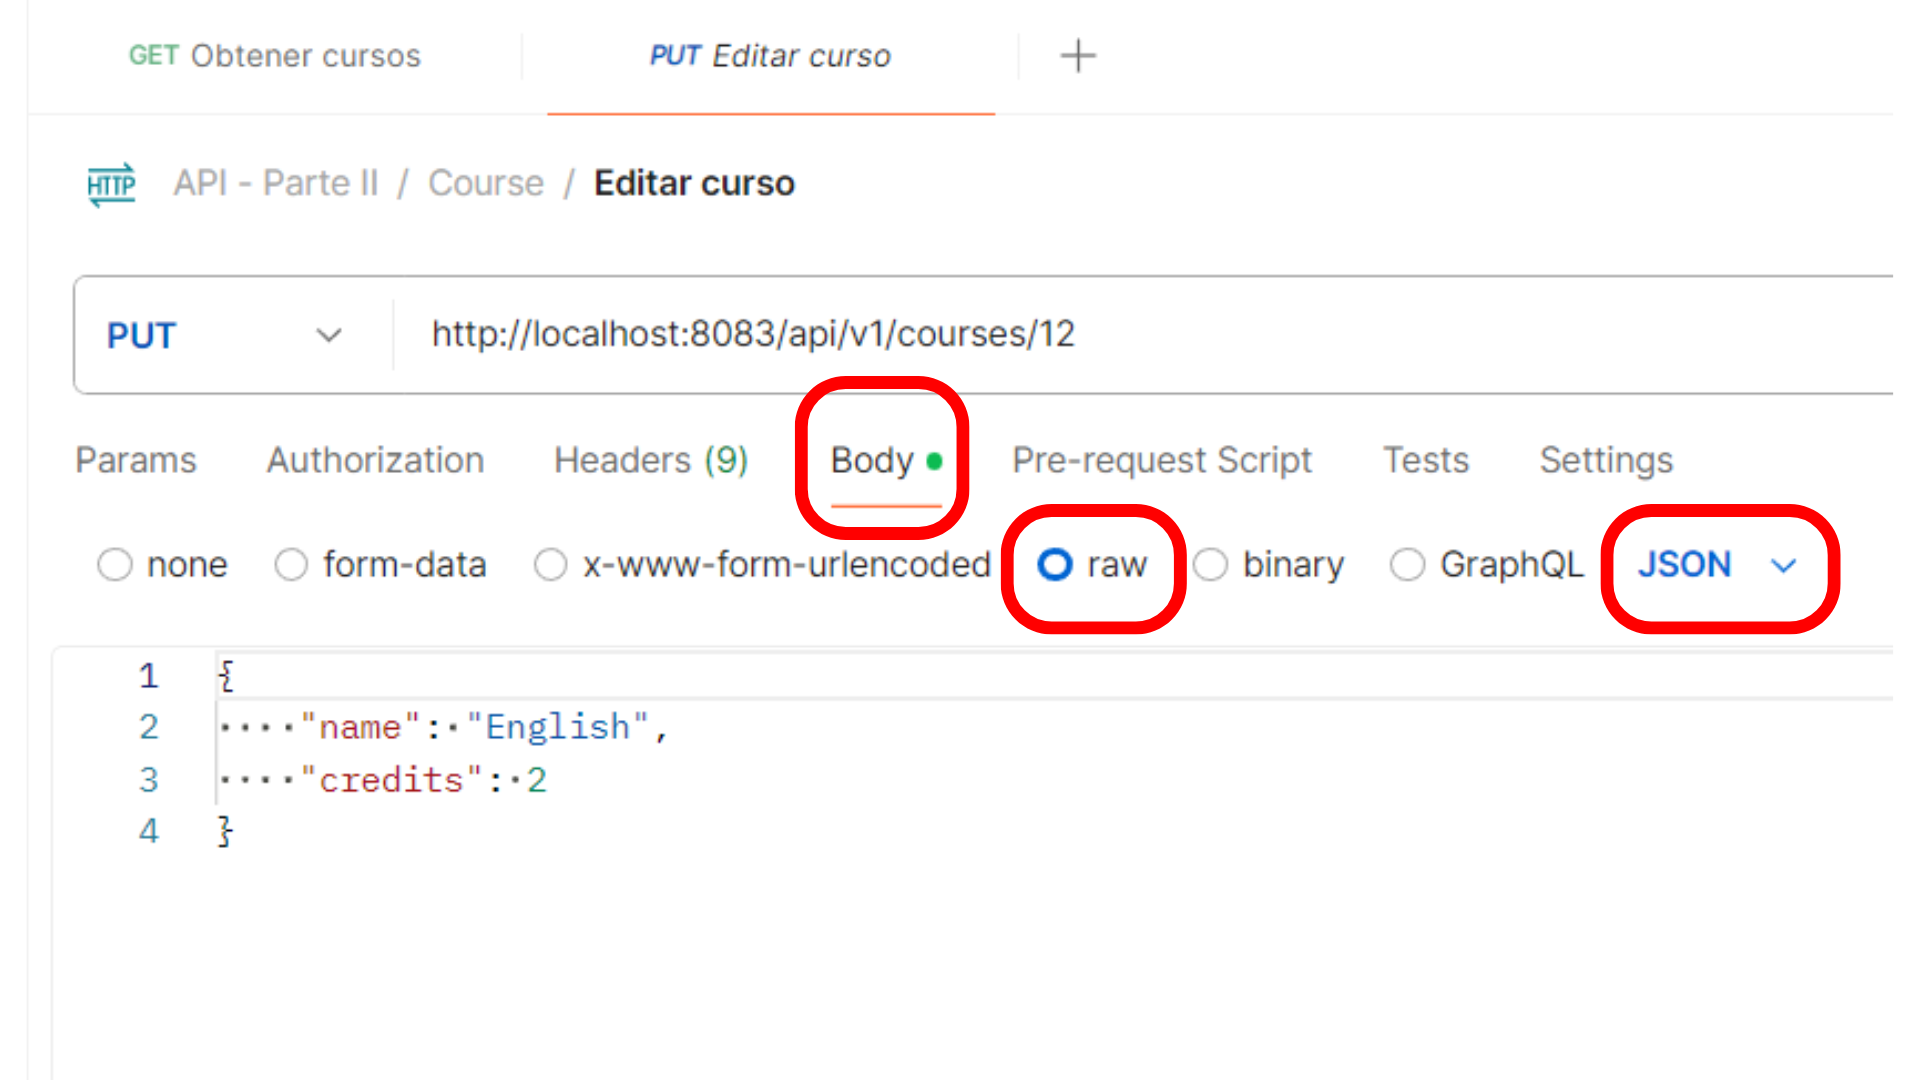 GET Obtener cursos PUT Editar curso
HTTP API - Parte II / Course / Editar curso
PUT http://localhost:8083/api/v1/courses/12
Params Authorization Headers (9) Body Pre-request Script Tests Settings
none form-data x-www-form-urlencoded raw binary GraphQL JSON
1 {
2 ····"name":·"English",
3 ····"credits":·2
4 }